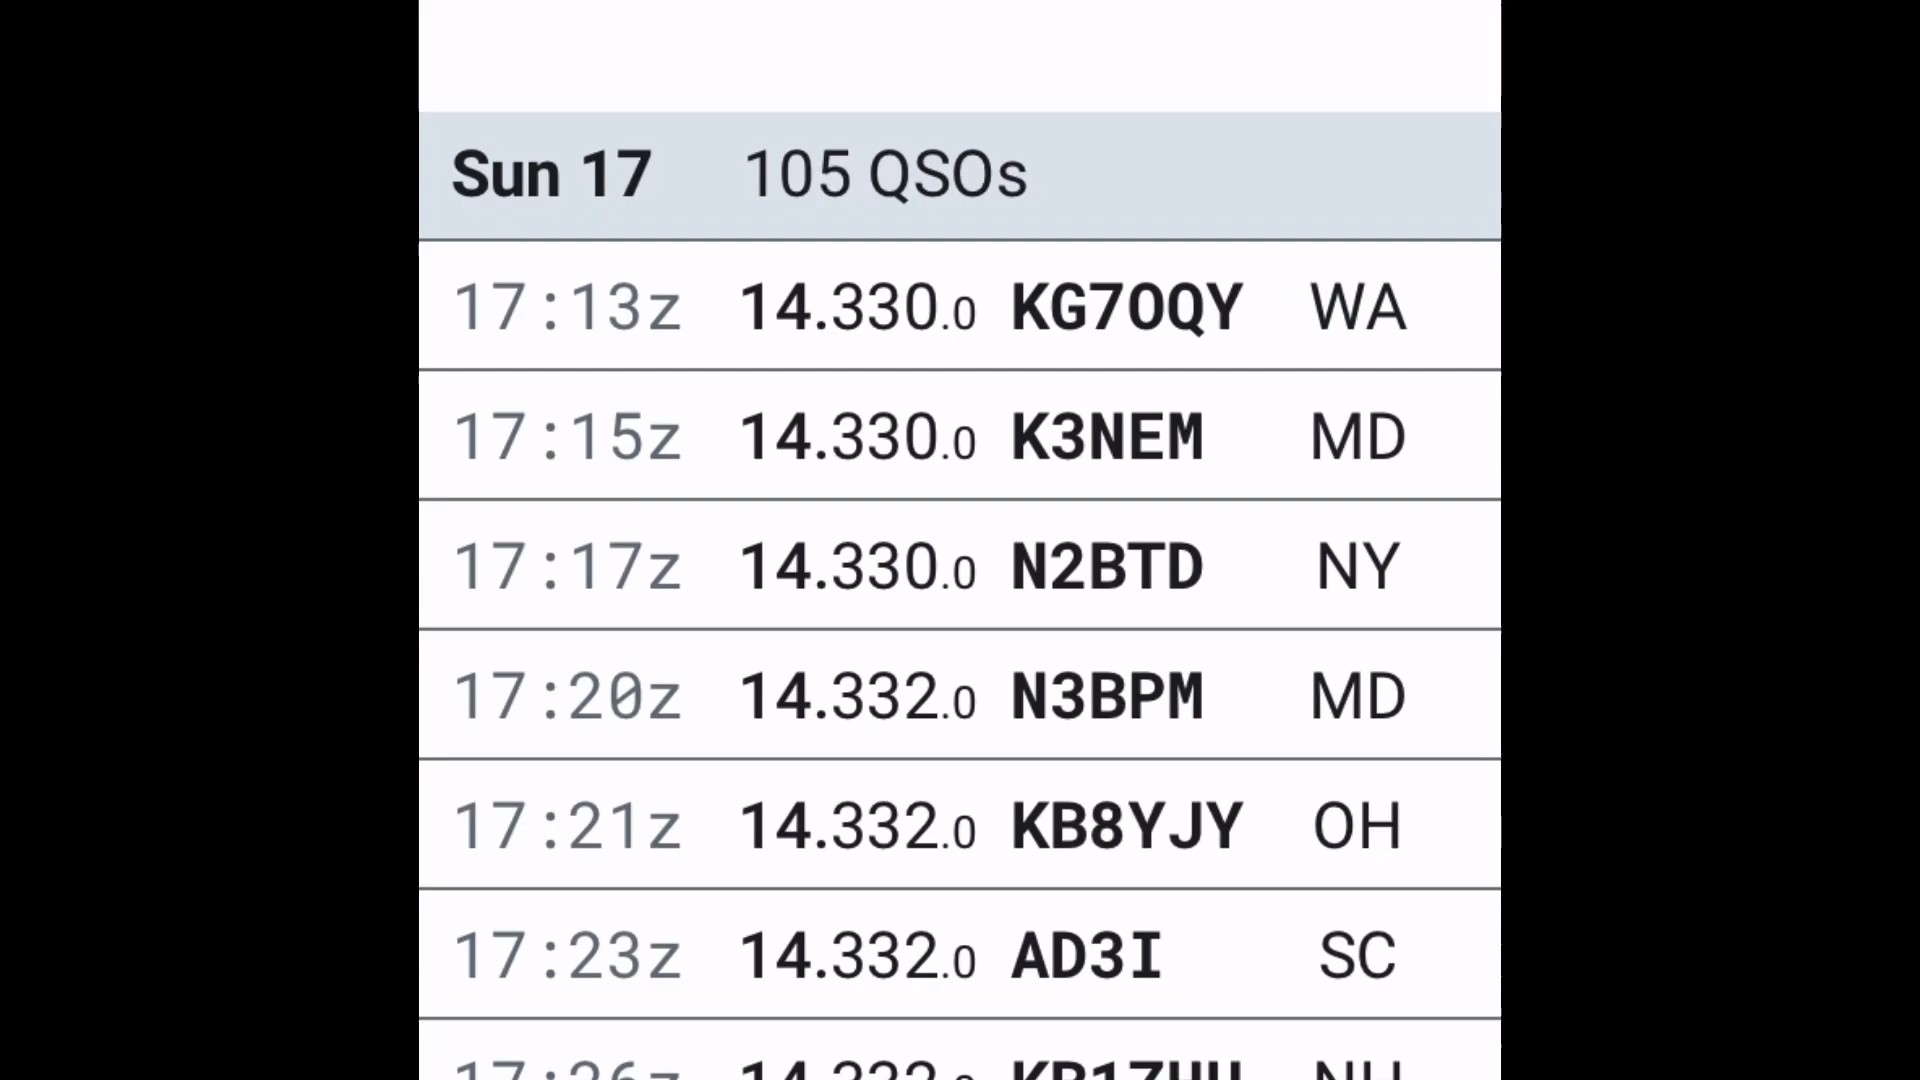 Sun 17 105 QSOs
17:13z 14.330.0 KG7OQY WA
17:15z 14.330.0 K3NEM MD
17:17z 14.330.0 N2BTD NY
17:20z 14.332.0 N3BPM MD
17:21z 14.332.0 KB8YJY OH
17:23z 14.332.0 AD3I SC